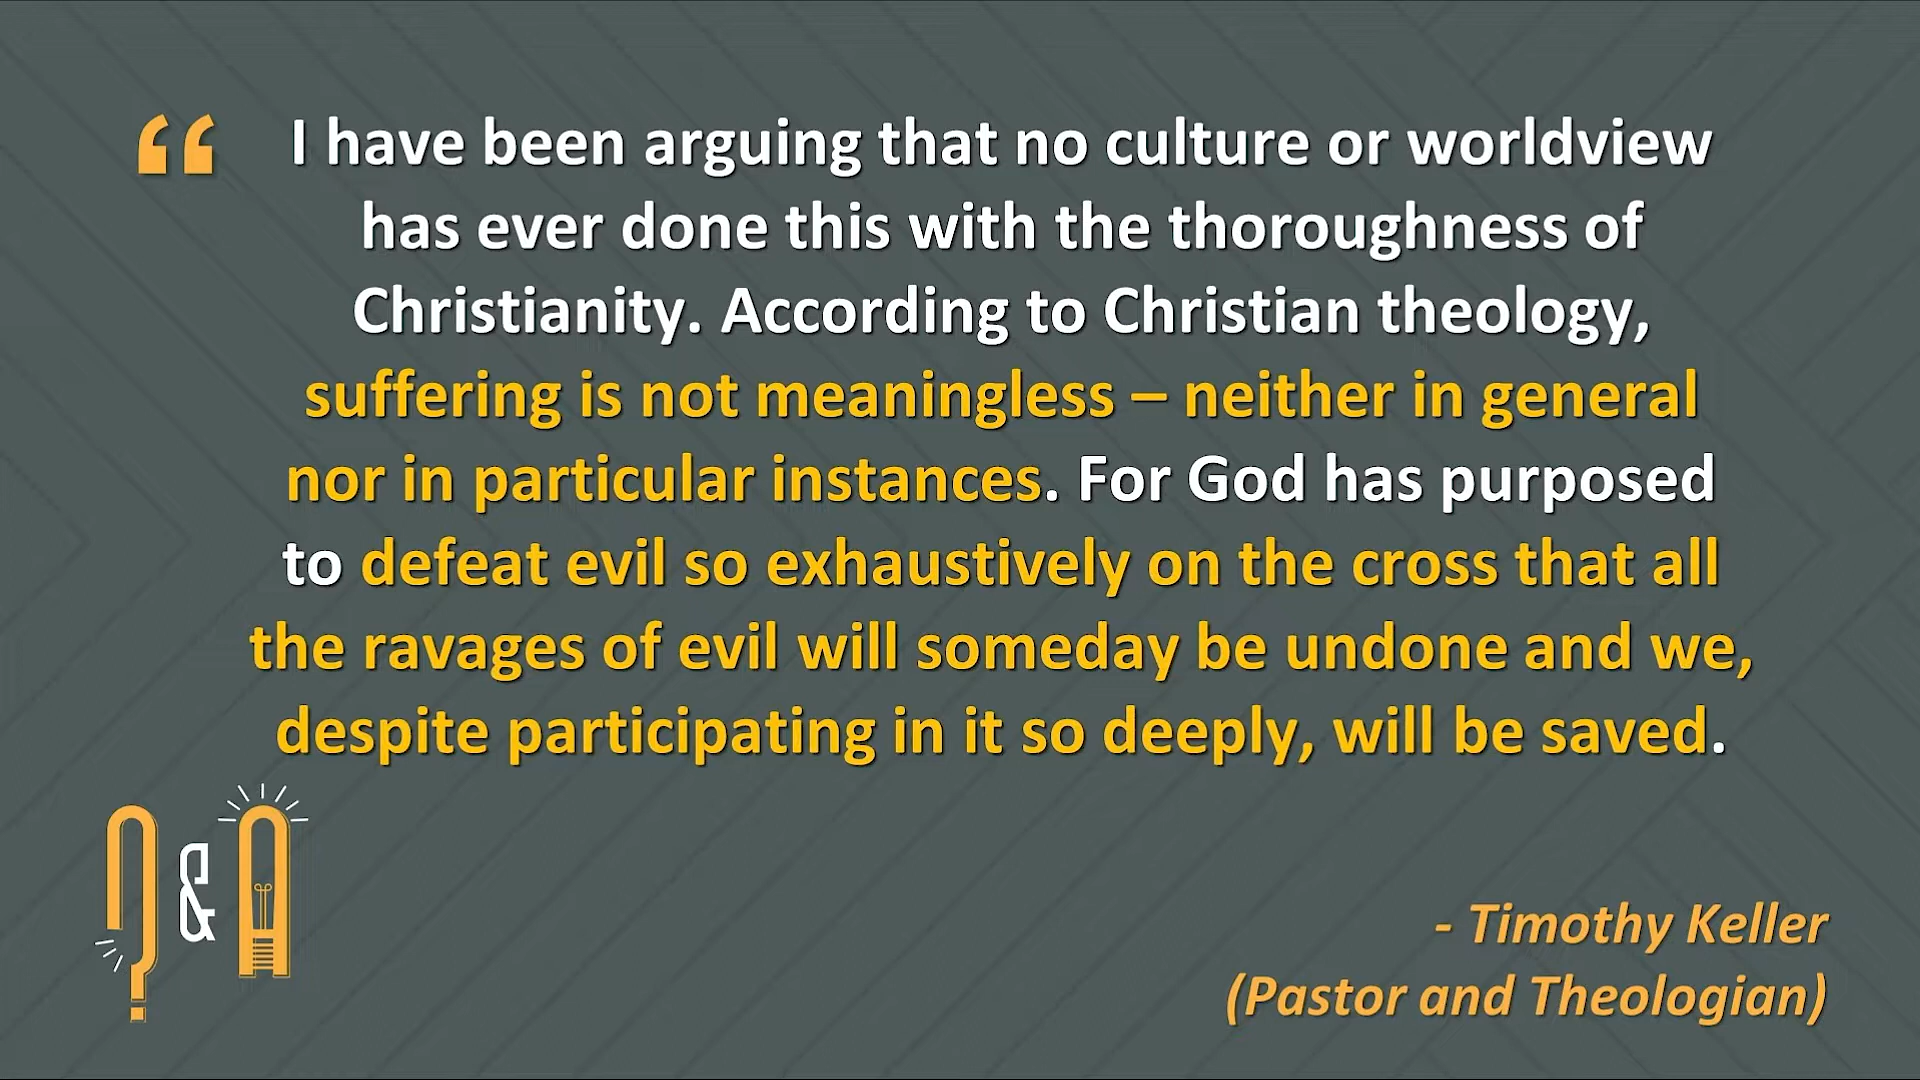 “ I have been arguing that no culture or worldview
has ever done this with the thoroughness of
Christianity. According to Christian theology,
suffering is not meaningless – neither in general
nor in particular instances. For God has purposed
to defeat evil so exhaustively on the cross that all
the ravages of evil will someday be undone and we,
despite participating in it so deeply, will be saved.
? & A
- Timothy Keller
(Pastor and Theologian)